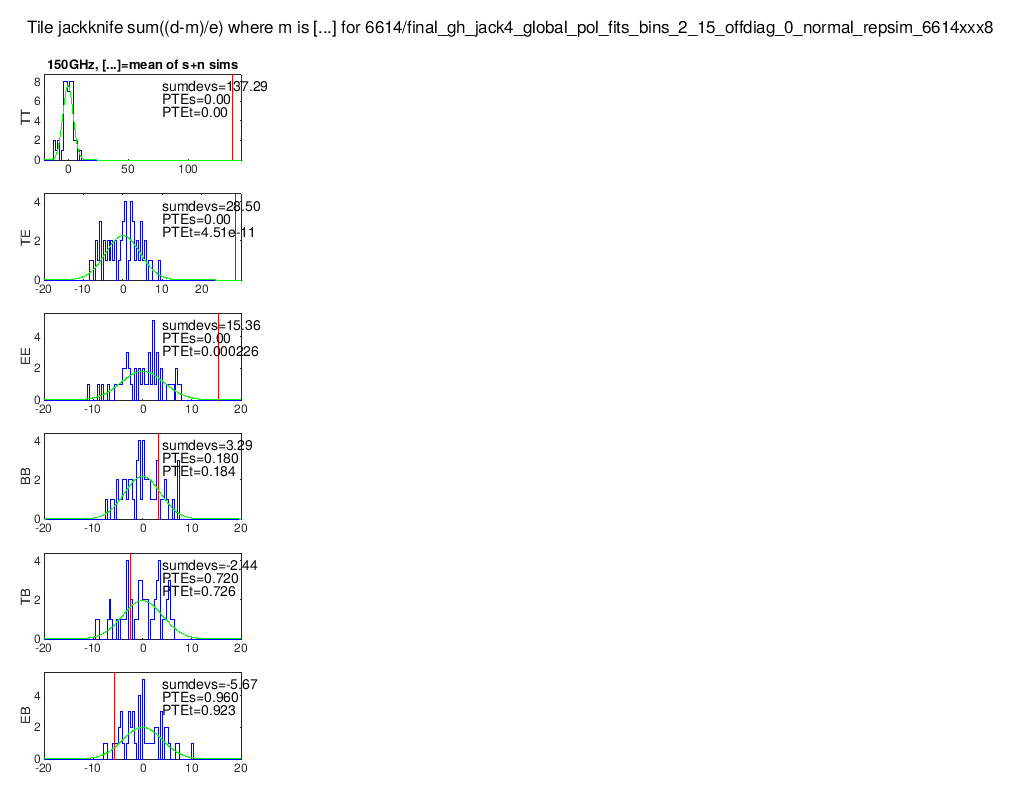 Tile jackknife sum((d-m)/e) where m is [...] for 6614/final_gh_jack4_global_pol_fits_bins_2_15_offdiag_0_normal_repsim_6614xxx8
150GHz, [...]=mean of s+n sims
8
6
4
2
0
TT
sumdevs=137.29
PTEs=0.00
PTEt=0.00
0 50 100
4
2
0
TE
sumdevs=28.50
PTEs=0.00
PTEt=4.51e-11
-20 -10 0 10 20
4
2
0
EE
sumdevs=15.36
PTEs=0.00
PTEt=0.000226
-20 -10 0 10 20
4
2
0
BB
sumdevs=3.29
PTEs=0.180
PTEt=0.184
-20 -10 0 10 20
4
2
0
TB
sumdevs=-2.44
PTEs=0.720
PTEt=0.726
-20 -10 0 10 20
4
2
0
EB
sumdevs=-5.67
PTEs=0.960
PTEt=0.923
-20 -10 0 10 20